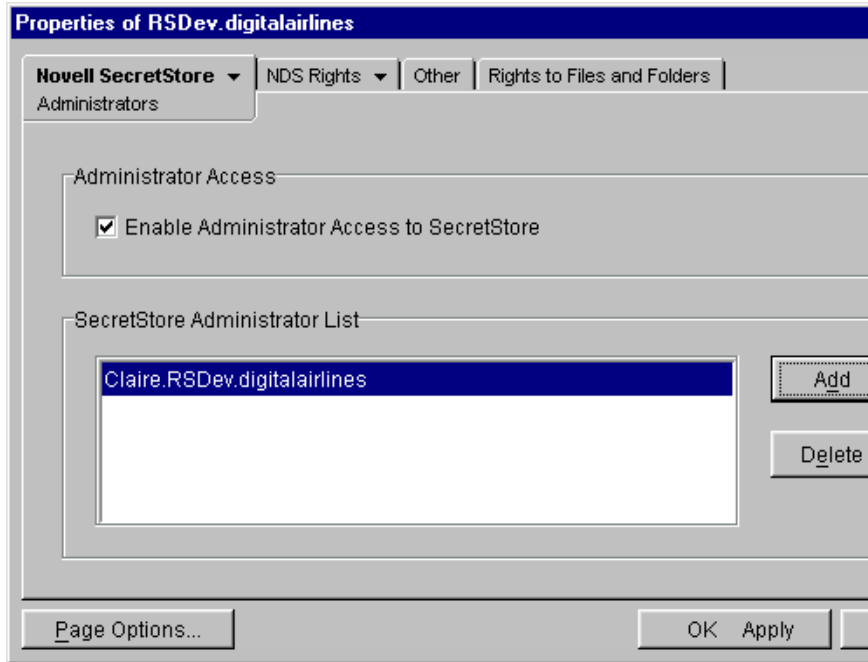 Properties of RSDev.digitalairlines
Novell SecretStore NDS Rights Other Rights to Files and Folders
Administrators
Administrator Access
Enable Administrator Access to SecretStore
SecretStore Administrator List
Claire.RSDev.digitalairlines
Add
Delete
Page Options... OK Apply